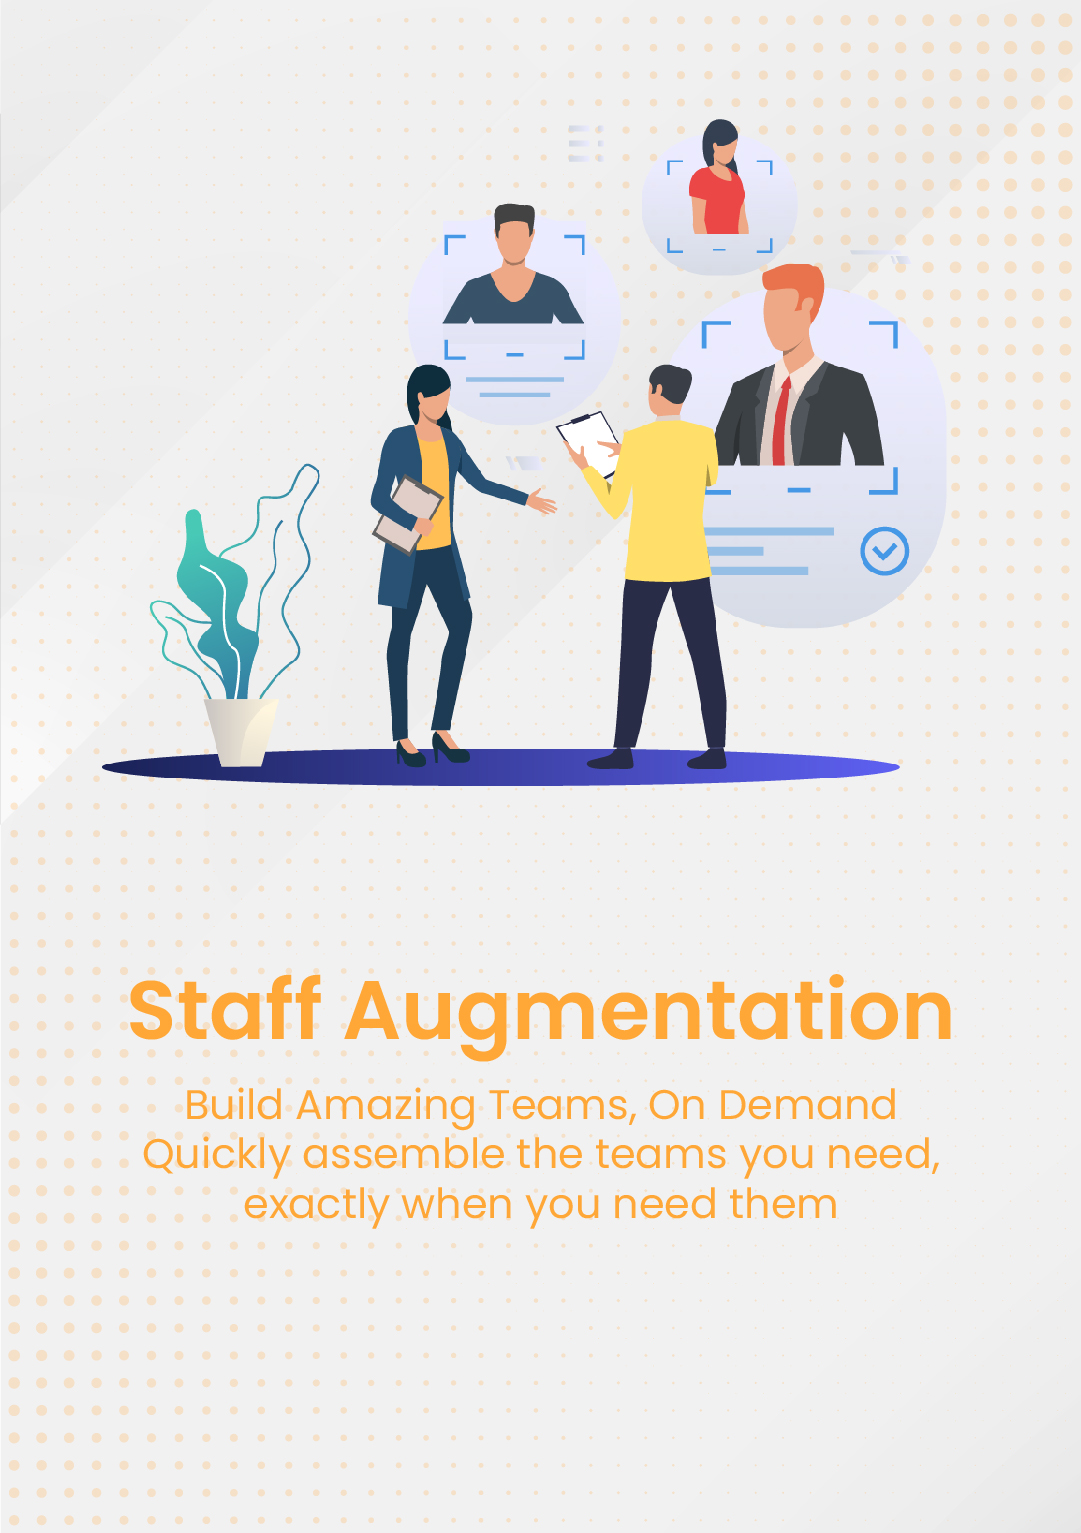 Staff Augmentation
Build Amazing Teams, On Demand
Quickly assemble the teams you need,
exactly when you need them